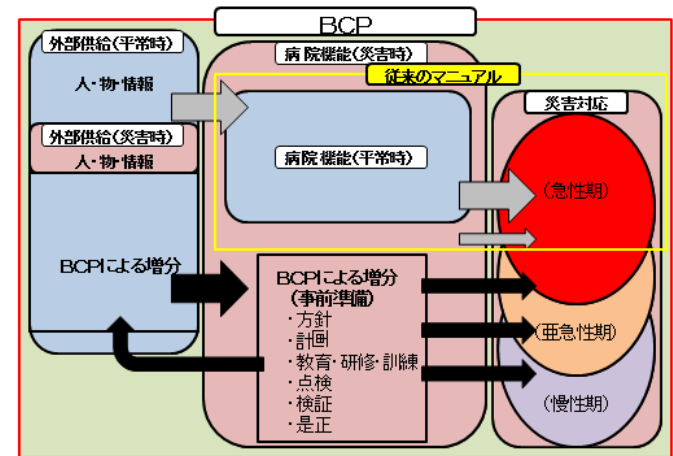 BCP
外部供給(平常時)
人・物・情報
外部供給(災害時)
人・物・情報
BCPによる増分
病院機能(災害時)
従来のマニュアル
病院機能(平常時)
BCPによる増分
(事前準備)
・方針
・計画
・教育・研修・訓練
・点検
・検証
・是正
災害対応
(急性期)
(亜急性期)
(慢性期)